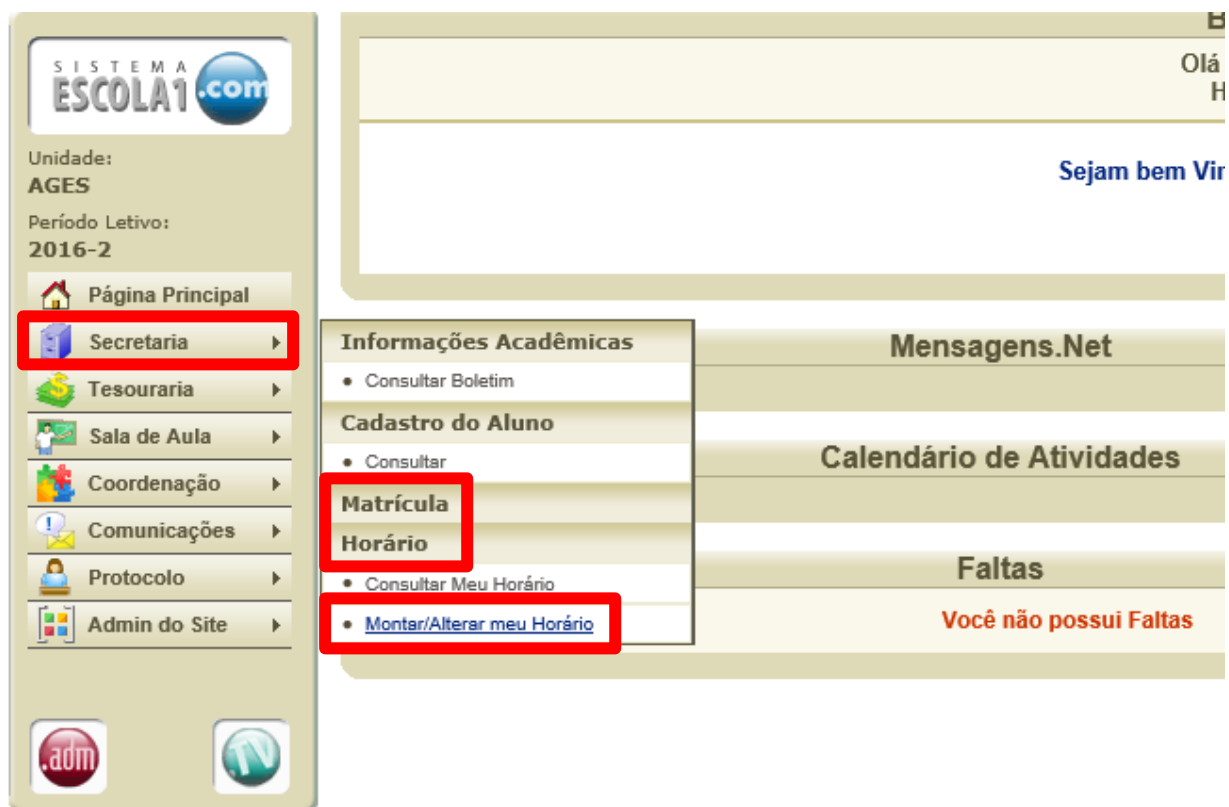 SISTEMA
ESCOLA1 .com
Unidade:
AGES
Período Letivo:
2016-2
Página Principal
Secretaria
Tesouraria
Sala de Aula
Coordenação
Comunicações
Protocolo
Admin do Site
.adm
.TV
Informações Acadêmicas
Consultar Boletim
Cadastro do Aluno
Consultar
Matrícula
Horário
Consultar Meu Horário
Montar/Alterar meu Horário
Olá
Sejam bem
Mensagens.Net
Calendário de Atividades
Faltas
Você não possui Faltas